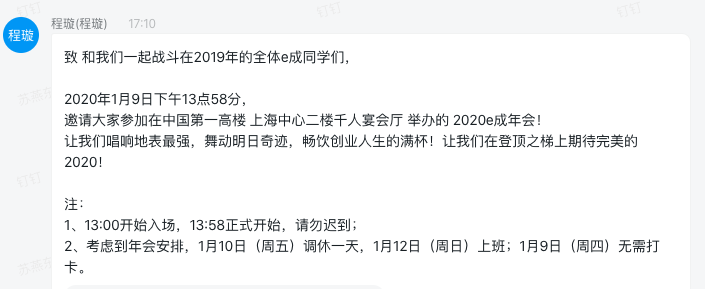 钉钉
钉钉
程璇(程璇) 17:10
程璇
致 和我们一起战斗在2019年的全体e成同学们，
2020年1月9日下午13点58分，
邀请大家参加在中国第一高楼 上海中心二楼千人宴会厅 举办的 2020e成年会！
让我们唱响地表最强，舞动明日奇迹，畅饮创业人生的满杯！让我们在登顶之梯上期待完美的
2020！
钉钉
注：
1、13:00开始入场，13:58正式开始，请勿迟到；
2、考虑到年会安排，1月10日（周五）调休一天，1月12日（周日）上班；1月9日（周四）无需打
卡。